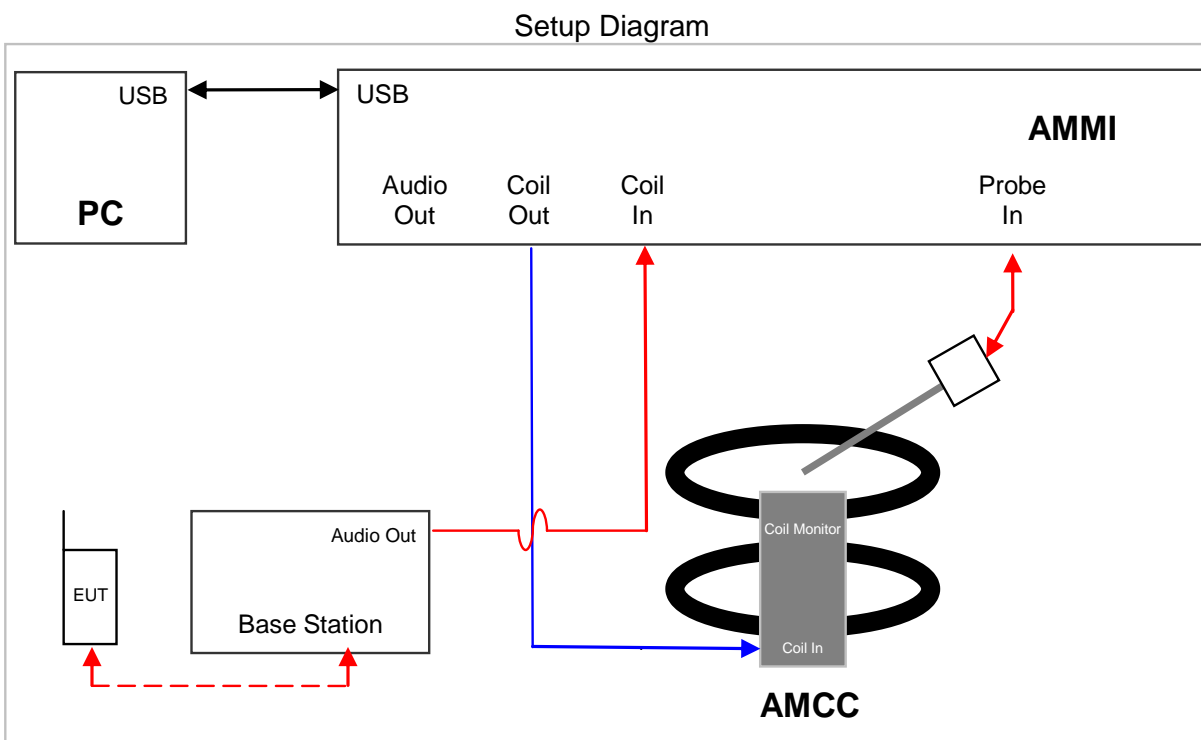 Setup Diagram
USB
USB
AMMI
PC
Audio
Out
Coil
Out
Coil
In
Probe
In
Audio Out
Base Station
EUT
Coil Monitor
Coil In
AMCC